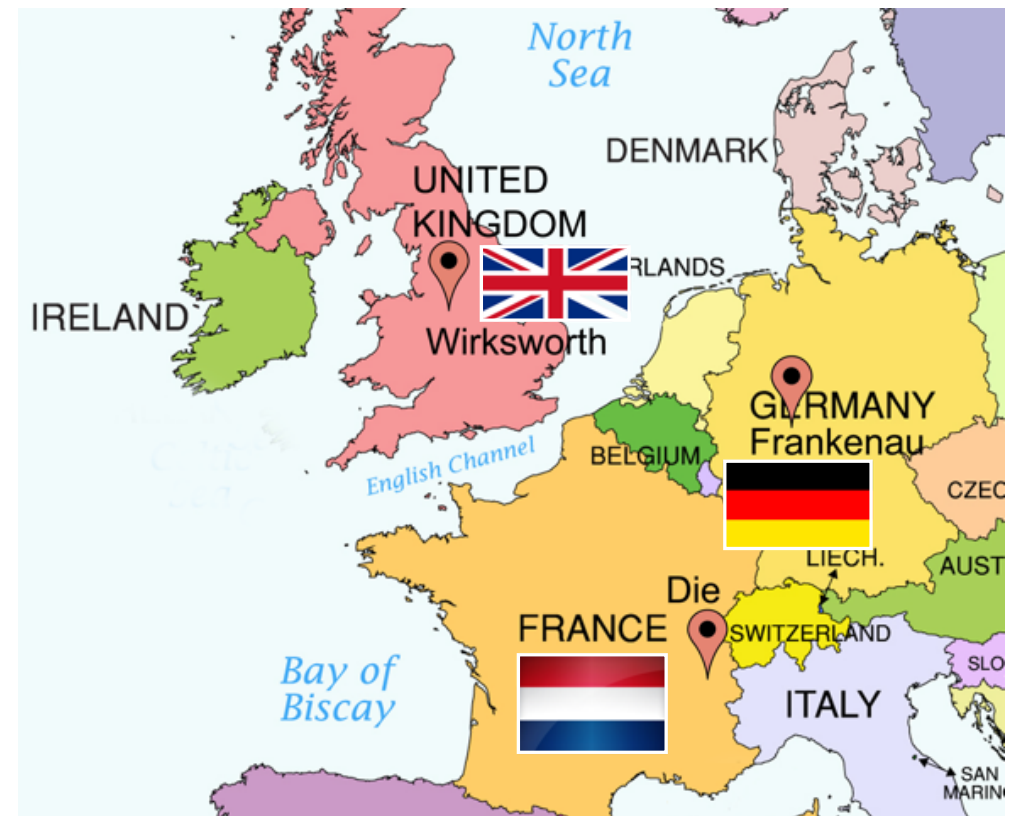 North
Sea
DENMARK
UNITED
KINGDOM
RLANDS
IRELAND
Wirksworth
GERMANY
Frankenau
BELGIUM
English Channel
CZEC
LIECH.
AUST
Die
FRANCE
SWITZERLAND
SLO
Bay of
Biscay
ITALY
SAN
MARINO